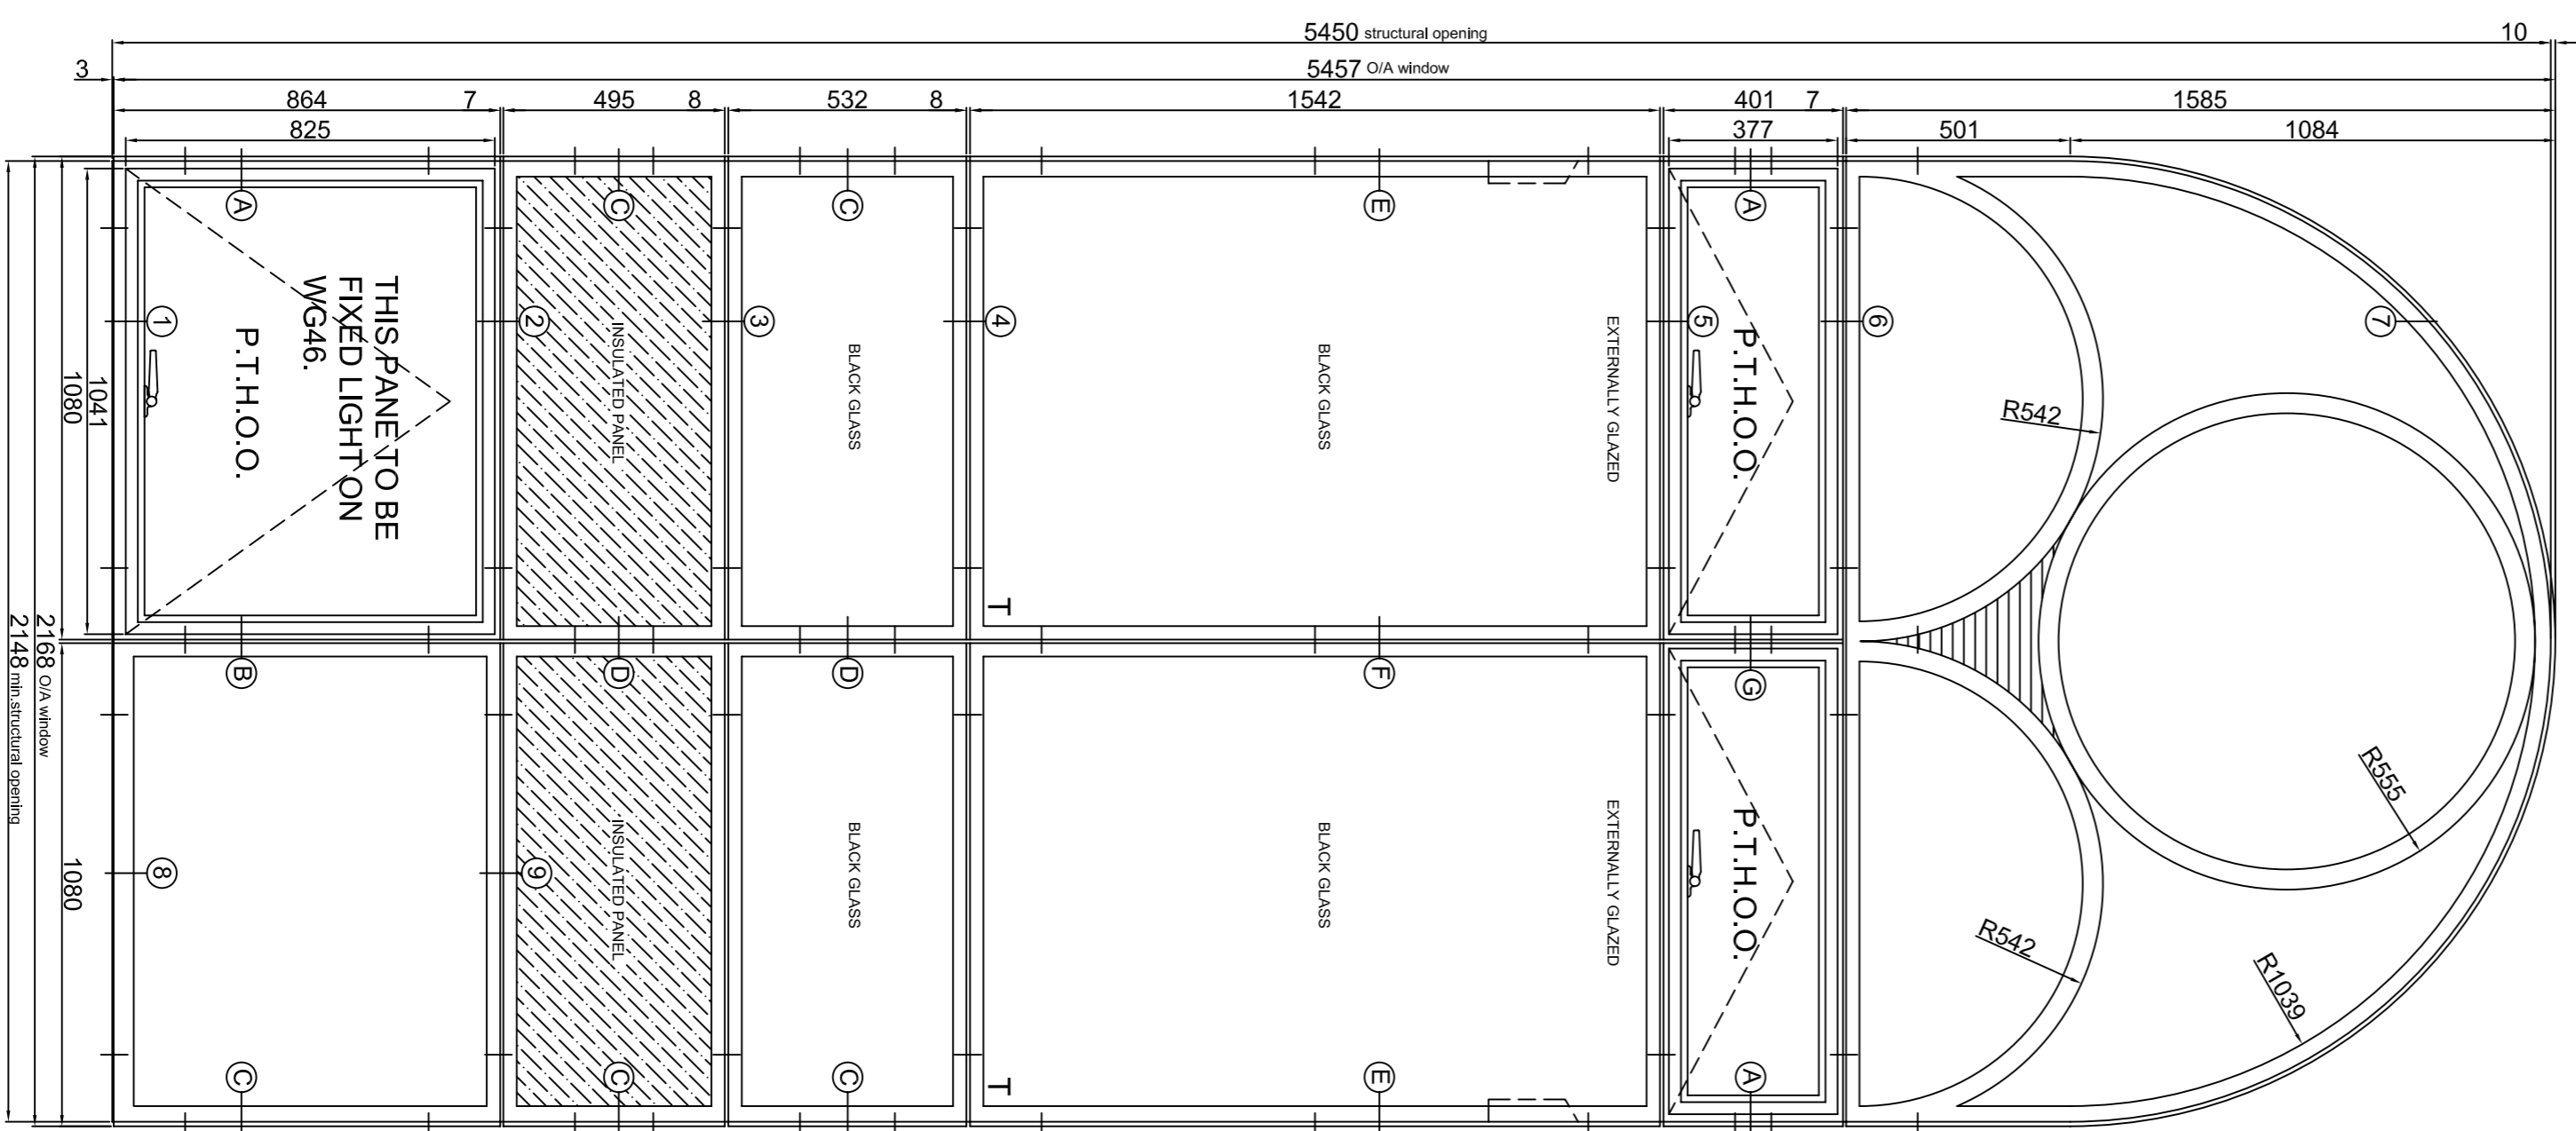 5450 structural opening
10
3
5457 O/A window
864
7
495
8
532
8
1542
401
7
1585
825
377
501
1084
A
C
C
E
A
THIS PANE TO BE
FIXED LIGHT ON
WG46.
P.T.H.O.O.
1
2
INSULATED PANEL
3
BLACK GLASS
4
BLACK GLASS
EXTERNALLY GLAZED
5
P.T.H.O.O.
6
7
R542
T
1041
1080
2168 O/A window
2148 min.structural opening
B
D
D
F
G
R555
8
9
INSULATED PANEL
BLACK GLASS
BLACK GLASS
EXTERNALLY GLAZED
P.T.H.O.O.
R542
R1039
1080
T
C
C
C
E
A